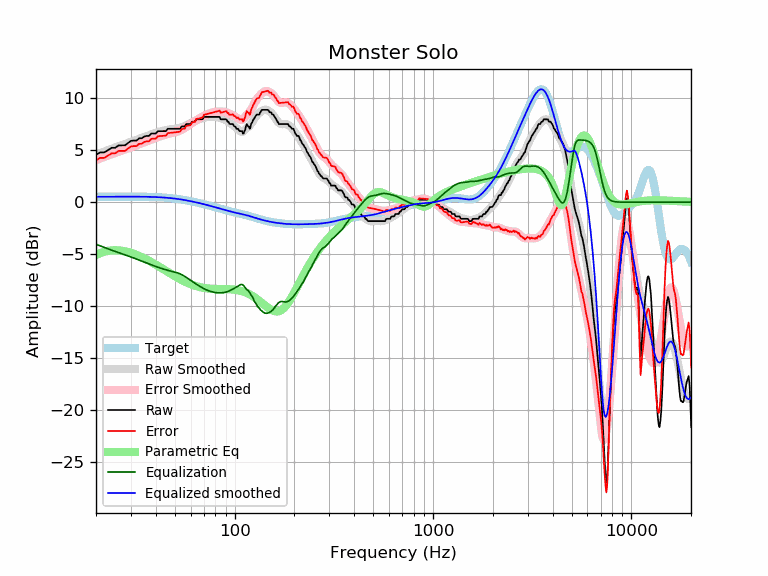 Monster Solo
Amplitude (dBr)
10
5
0
−5
−10
−15
−20
−25
Target
Raw Smoothed
Error Smoothed
Raw
Error
Parametric Eq
Equalization
Equalized smoothed
100
1000
10000
Frequency (Hz)